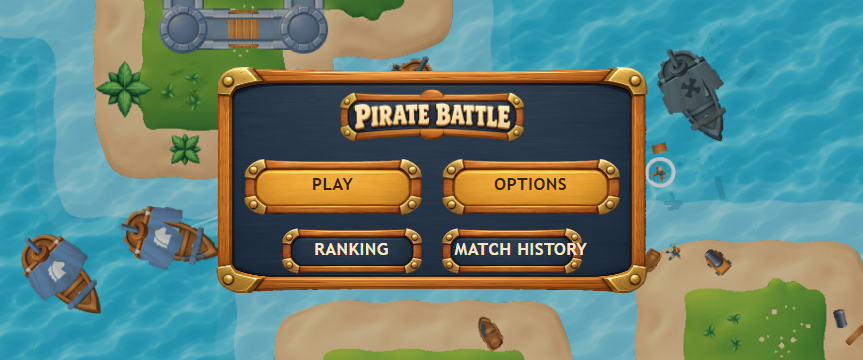 PIRATE BATTLE
PLAY
OPTIONS
RANKING
MATCH HISTORY